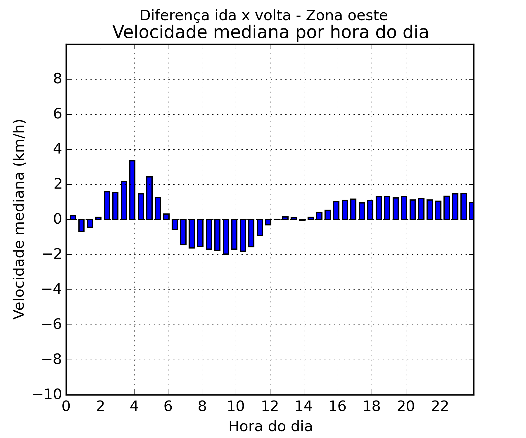 Diferença ida x volta - Zona oeste
Velocidade mediana por hora do dia
Velocidade mediana (km/h)
8
6
4
2
0
−2
−4
−6
−8
−10
0 2 4 6 8 10 12 14 16 18 20 22
Hora do dia